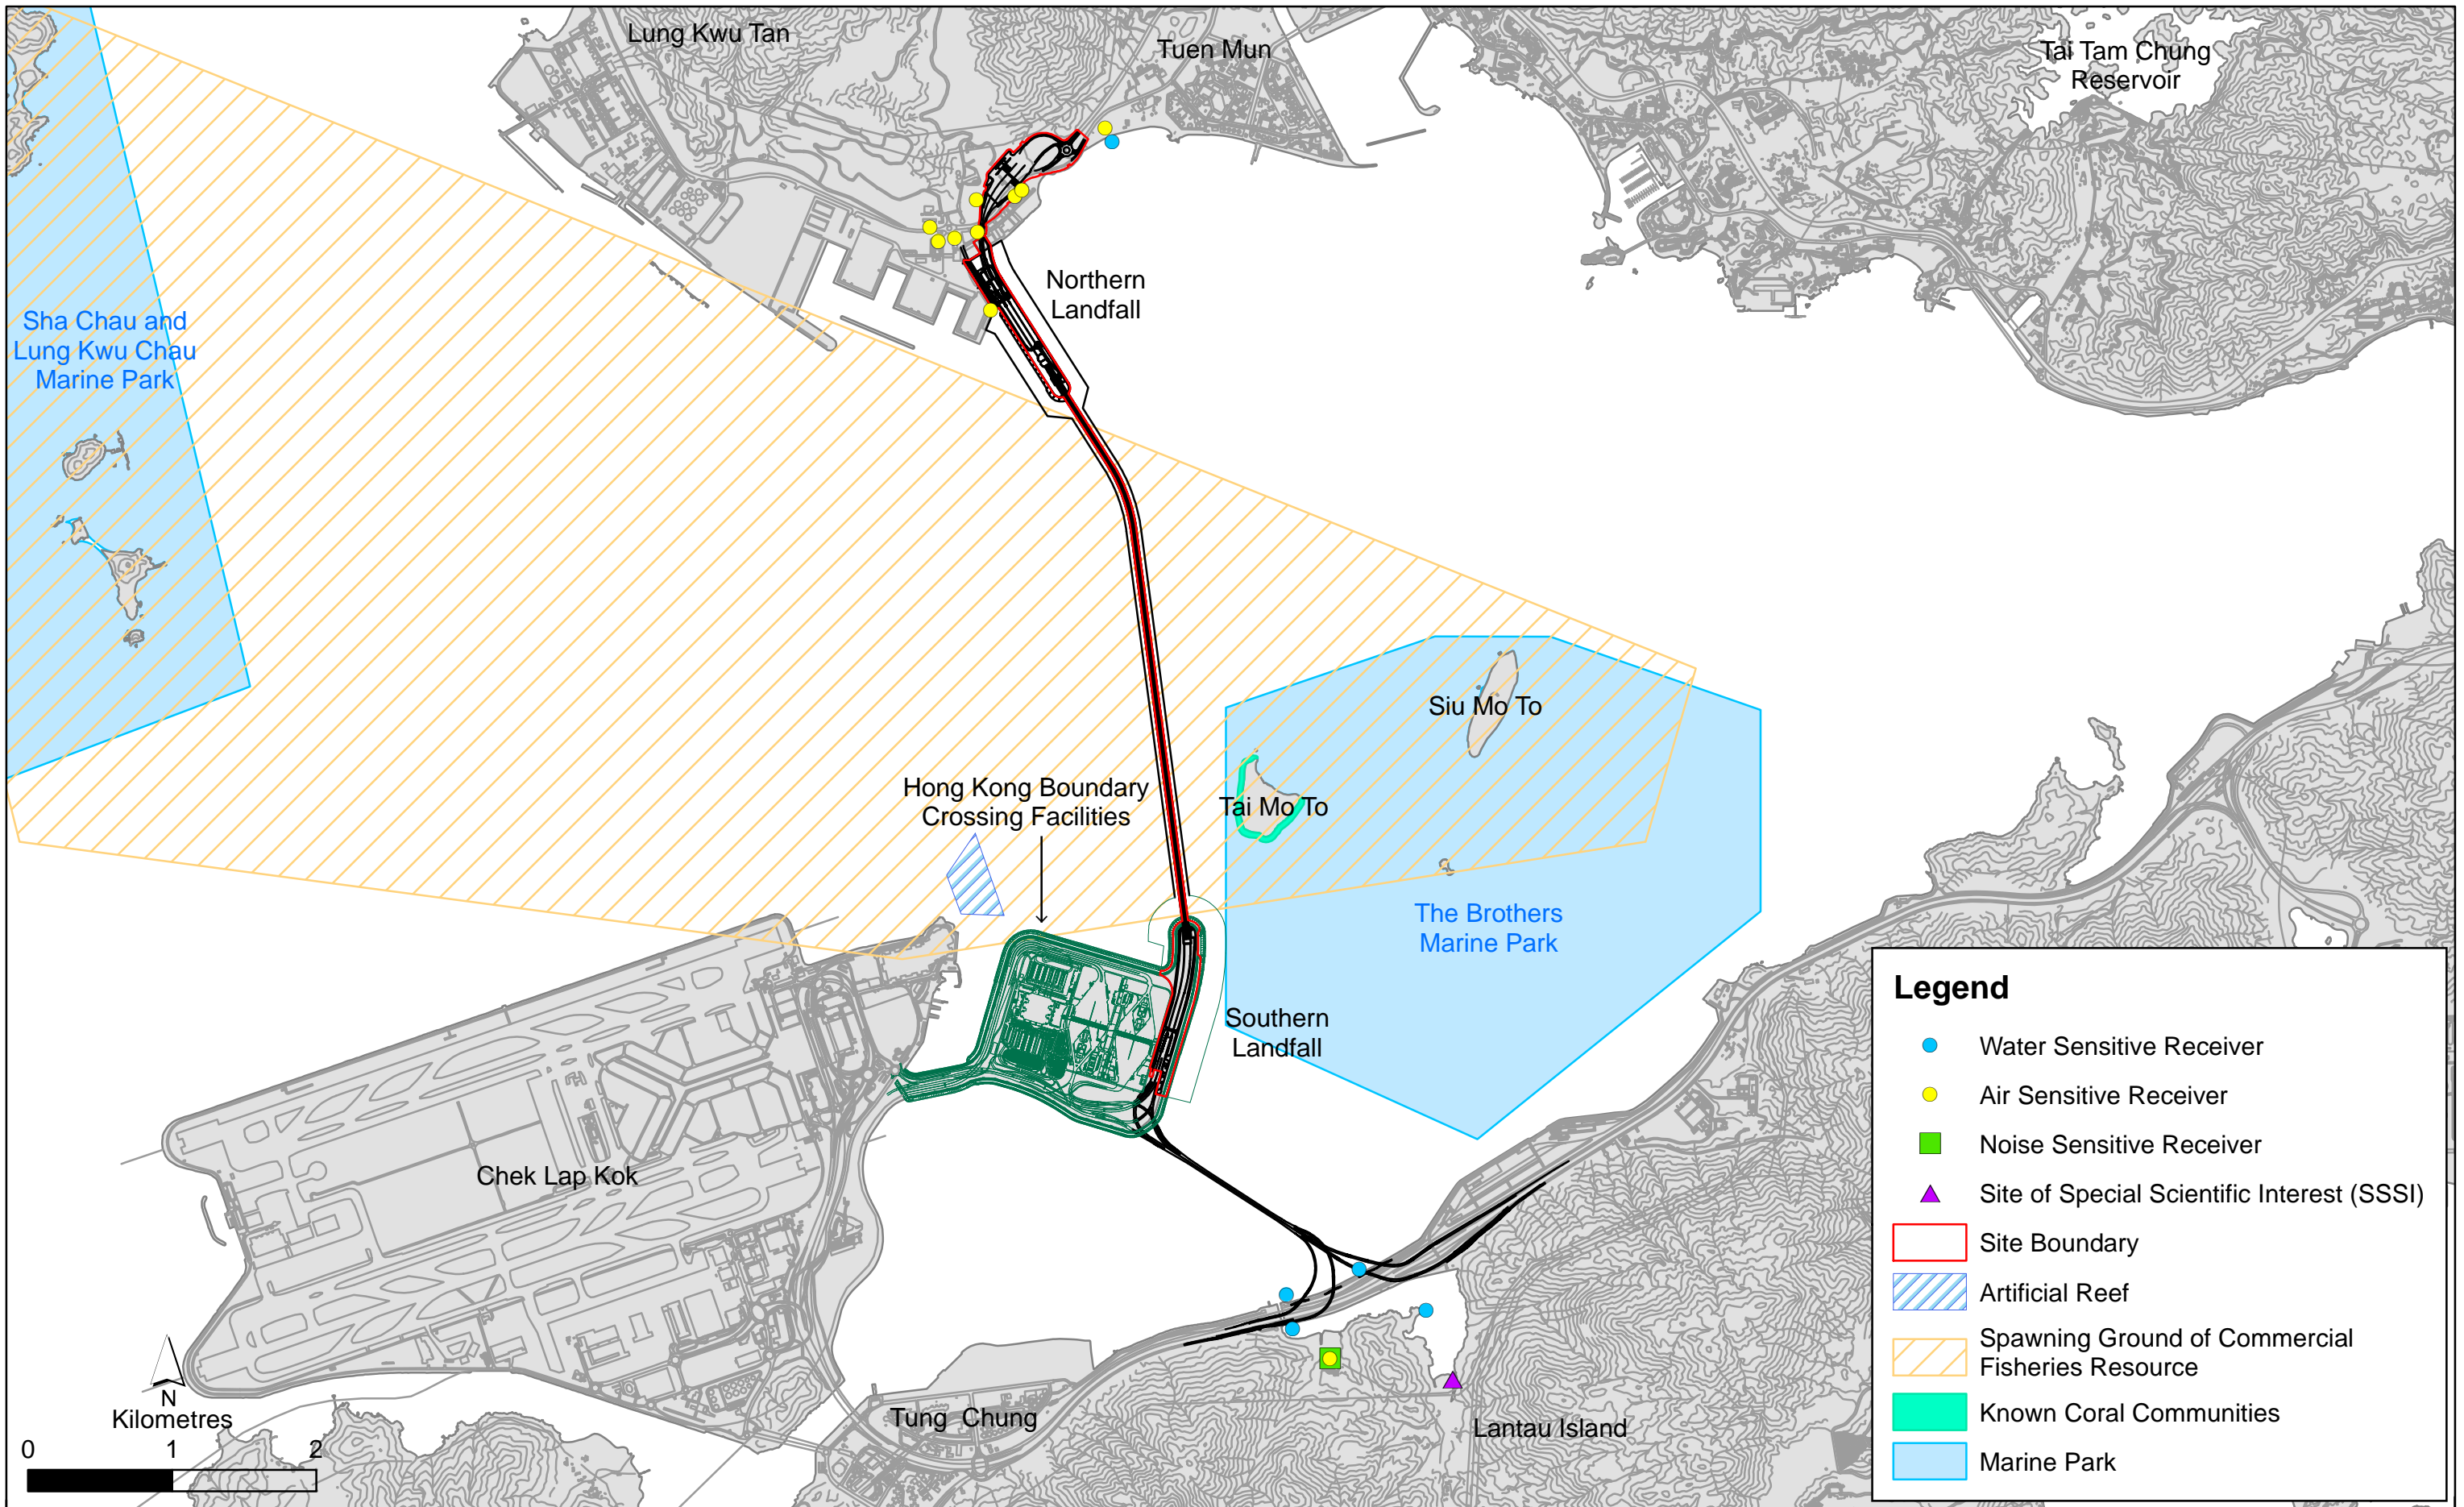 Lung Kwu Tan
Tuen Mun
Tai Tam Chung
Reservoir
Northern
Landfall
Sha Chau and
Lung Kwu Chau
Marine Park
Siu Mo To
Hong Kong Boundary
Crossing Facilities
Tai Mo To
The Brothers
Marine Park
Southern
Landfall
Chek Lap Kok
Tung Chung
Lantau Island
N
Kilometres
0 1 2
Legend
Water Sensitive Receiver
Air Sensitive Receiver
Noise Sensitive Receiver
Site of Special Scientific Interest (SSSI)
Site Boundary
Artificial Reef
Spawning Ground of Commercial
Fisheries Resource
Known Coral Communities
Marine Park